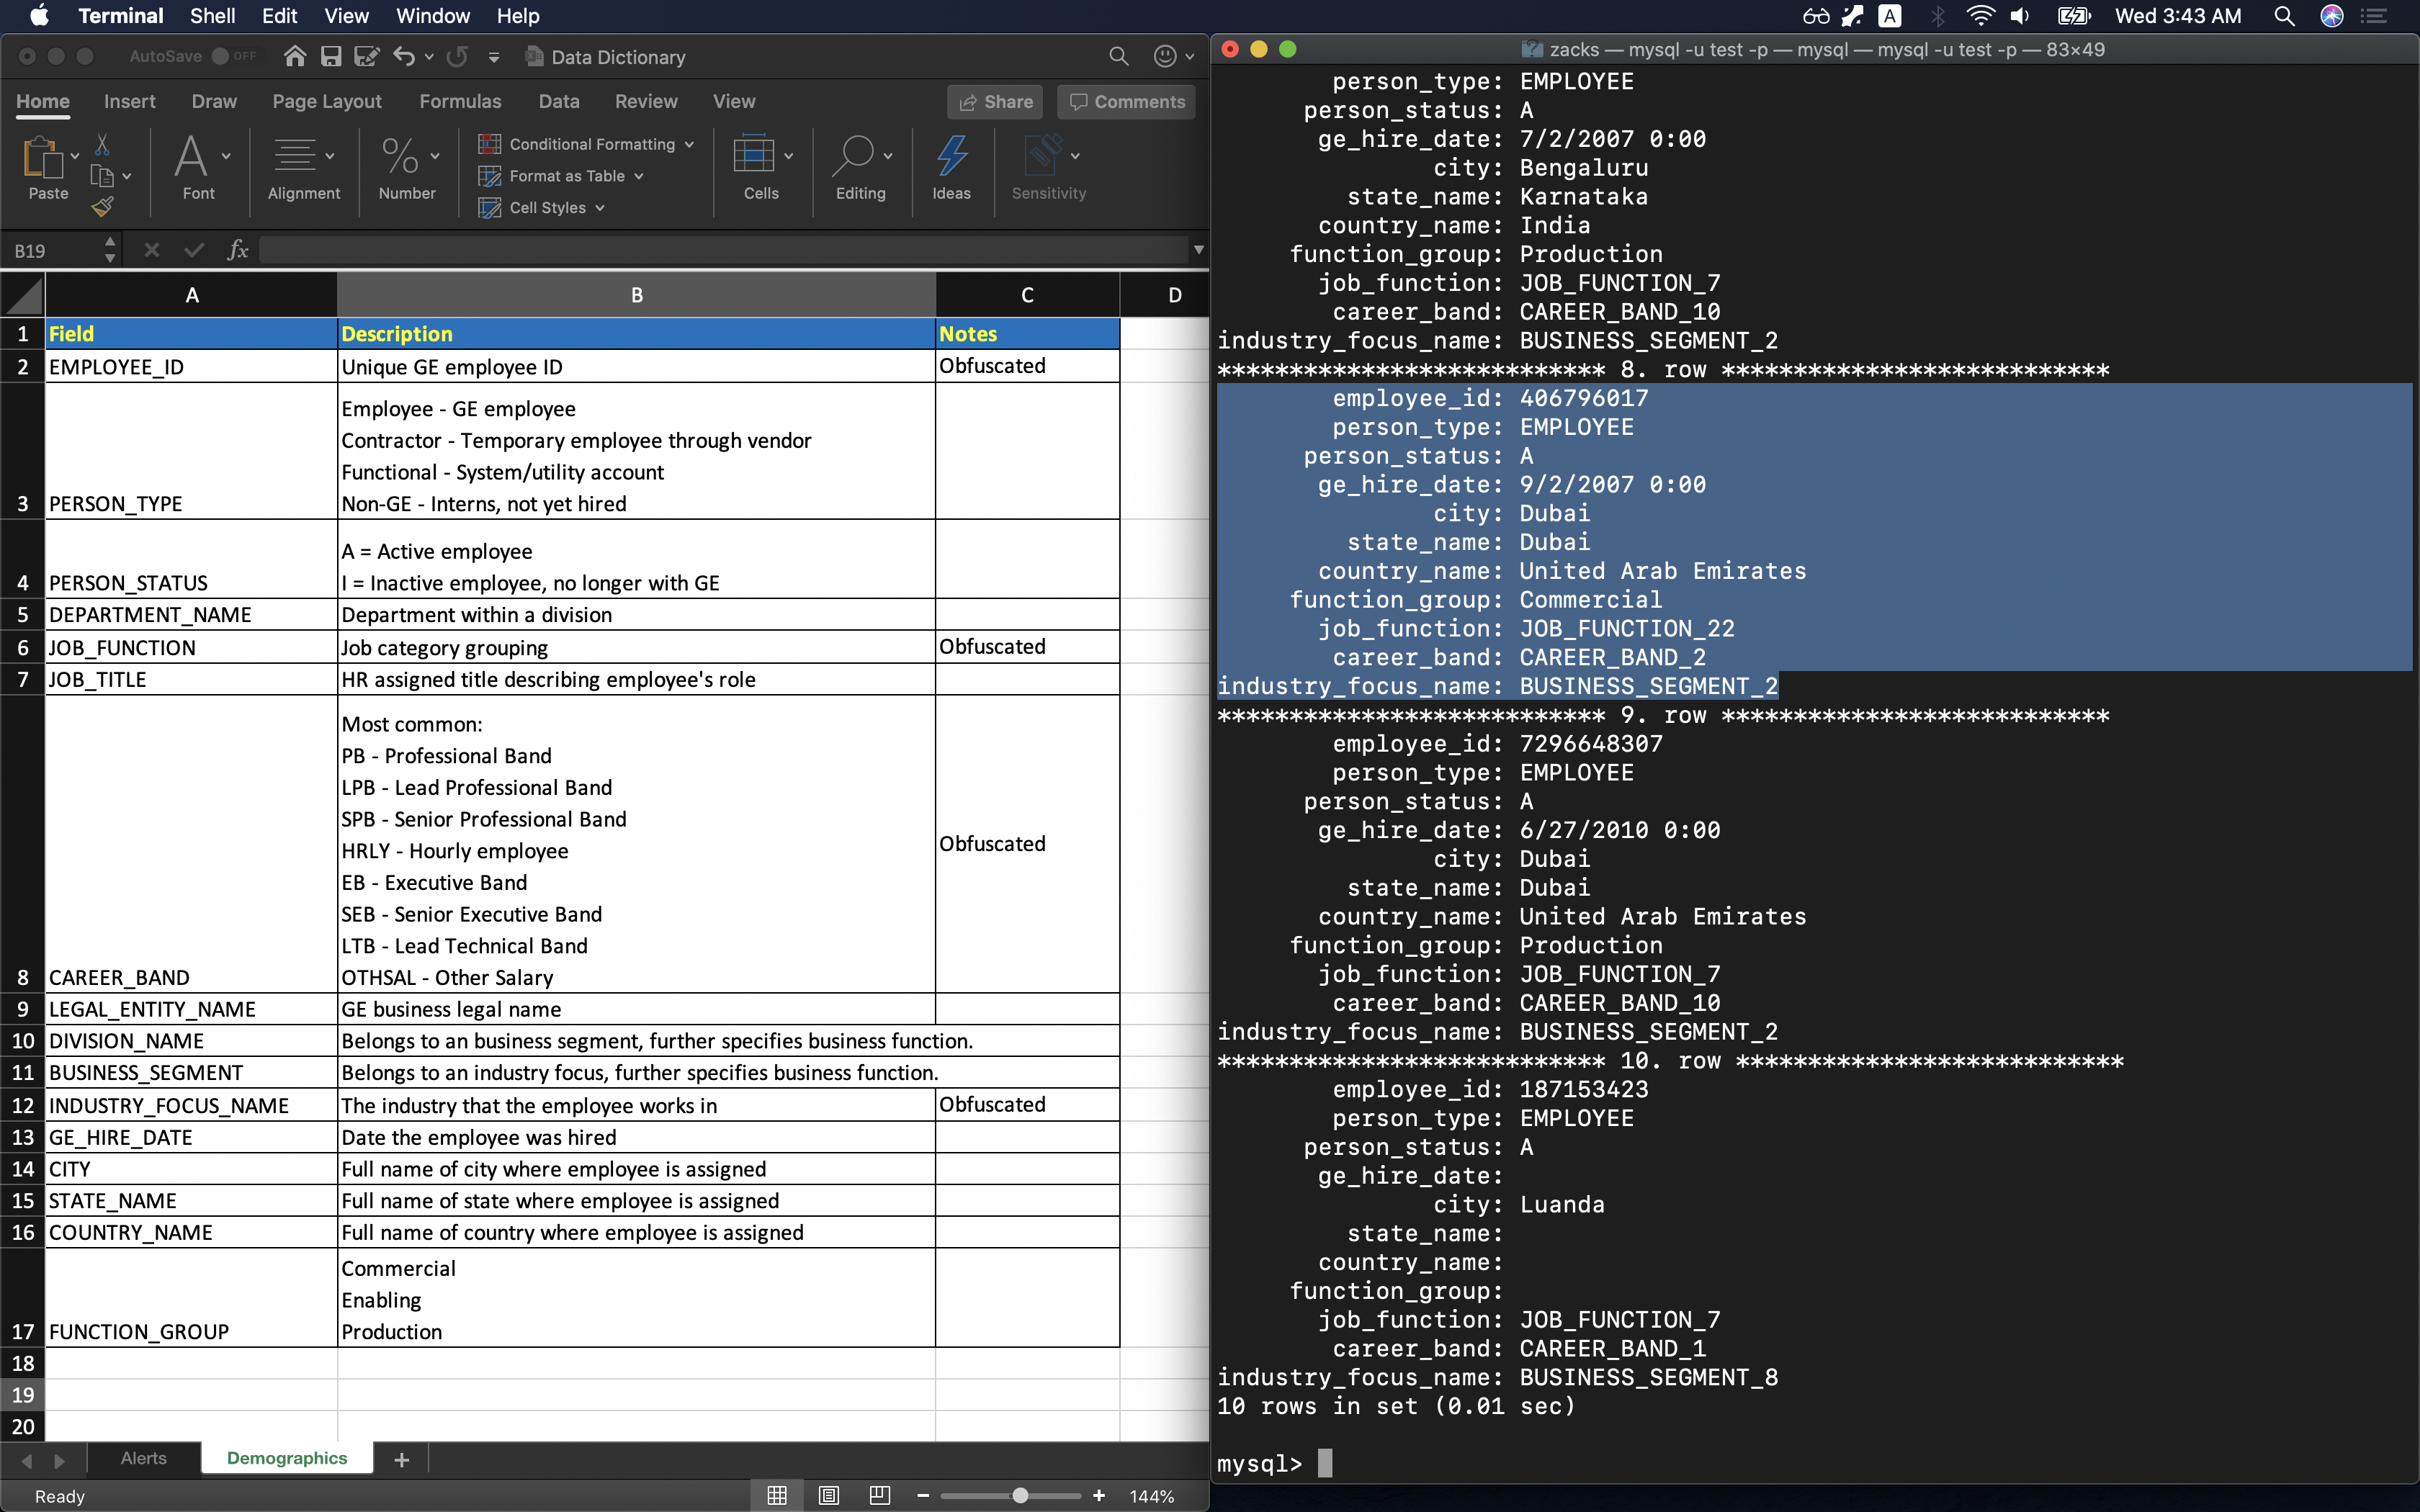 Terminal Shell Edit View Window Help
A Wed 3:43 AM
AutoSave OFF Data Dictionary
Home Insert Draw Page Layout Formulas Data Review View Share Comments
Paste Font Alignment Number
Conditional Formatting
Format as Table
Cell Styles
Cells Editing Ideas Sensitivity
B19 fx
A B C D
1 Field Description Notes
2 EMPLOYEE_ID Unique GE employee ID Obfuscated
Employee - GE employee
Contractor - Temporary employee through vendor
Functional - System/utility account
3 PERSON_TYPE Non-GE - Interns, not yet hired
A = Active employee
4 PERSON_STATUS I = Inactive employee, no longer with GE
5 DEPARTMENT_NAME Department within a division
6 JOB_FUNCTION Job category grouping Obfuscated
7 JOB_TITLE HR assigned title describing employee's role
Most common:
PB - Professional Band
LPB - Lead Professional Band
SPB - Senior Professional Band
HRLY - Hourly employee Obfuscated
EB - Executive Band
SEB - Senior Executive Band
LTB - Lead Technical Band
8 CAREER_BAND OTHSAL - Other Salary
9 LEGAL_ENTITY_NAME GE business legal name
10 DIVISION_NAME Belongs to an business segment, further specifies business function.
11 BUSINESS_SEGMENT Belongs to an industry focus, further specifies business function.
12 INDUSTRY_FOCUS_NAME The industry that the employee works in Obfuscated
13 GE_HIRE_DATE Date the employee was hired
14 CITY Full name of city where employee is assigned
15 STATE_NAME Full name of state where employee is assigned
16 COUNTRY_NAME Full name of country where employee is assigned
Commercial
Enabling
17 FUNCTION_GROUP Production
18
19
20
Alerts Demographics +
Ready 144%
zacks — mysql -u test -p — mysql — mysql -u test -p — 83×49
person_type: EMPLOYEE
person_status: A
ge_hire_date: 7/2/2007 0:00
city: Bengaluru
state_name: Karnataka
country_name: India
function_group: Production
job_function: JOB_FUNCTION_7
career_band: CAREER_BAND_10
industry_focus_name: BUSINESS_SEGMENT_2
*************************** 8. row ***************************
employee_id: 406796017
person_type: EMPLOYEE
person_status: A
ge_hire_date: 9/2/2007 0:00
city: Dubai
state_name: Dubai
country_name: United Arab Emirates
function_group: Commercial
job_function: JOB_FUNCTION_22
career_band: CAREER_BAND_2
industry_focus_name: BUSINESS_SEGMENT_2
*************************** 9. row ***************************
employee_id: 7296648307
person_type: EMPLOYEE
person_status: A
ge_hire_date: 6/27/2010 0:00
city: Dubai
state_name: Dubai
country_name: United Arab Emirates
function_group: Production
job_function: JOB_FUNCTION_7
career_band: CAREER_BAND_10
industry_focus_name: BUSINESS_SEGMENT_2
*************************** 10. row ***************************
employee_id: 187153423
person_type: EMPLOYEE
person_status: A
ge_hire_date:
city: Luanda
state_name:
country_name:
function_group:
job_function: JOB_FUNCTION_7
career_band: CAREER_BAND_1
industry_focus_name: BUSINESS_SEGMENT_8
10 rows in set (0.01 sec)
mysql>